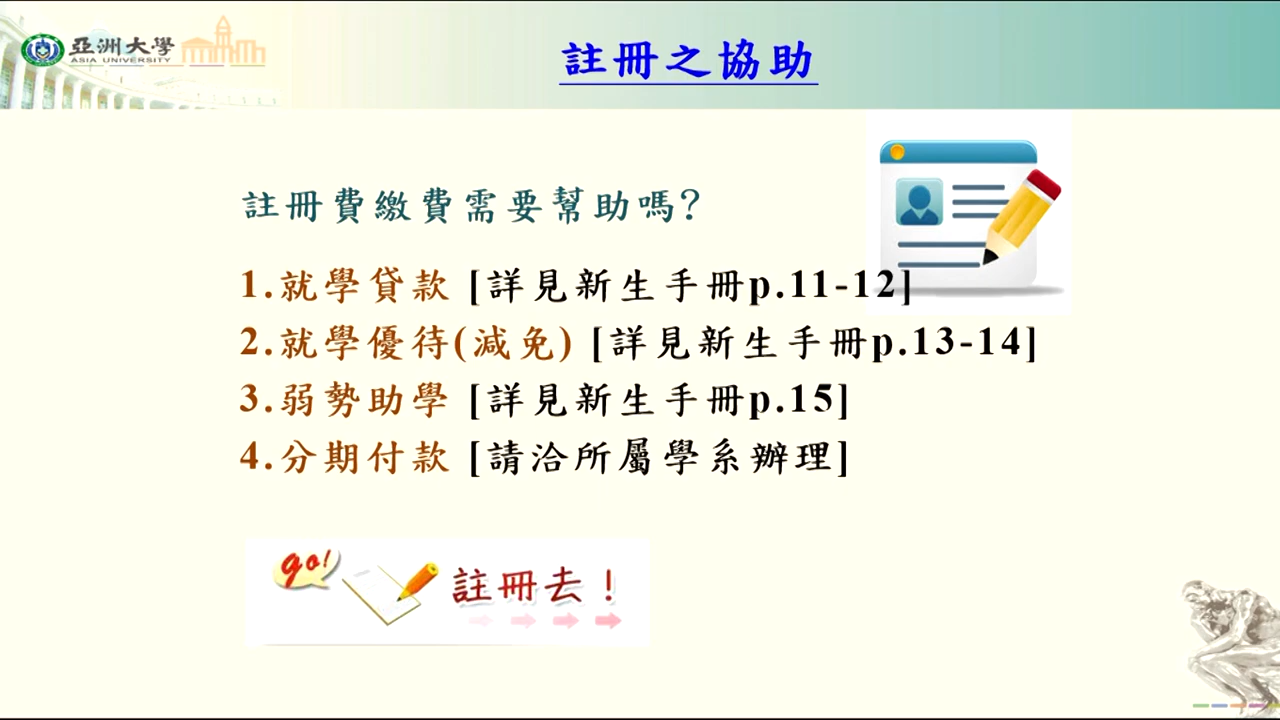 亞洲大學
ASIA UNIVERSITY
註冊之協助
註冊費繳費需要幫助嗎?
1.就學貸款 [詳見新生手冊p.11-12]
2.就學優待(減免) [詳見新生手冊p.13-14]
3.弱勢助學 [詳見新生手冊p.15]
4.分期付款 [請洽所屬學系辦理]
go!
註冊去!